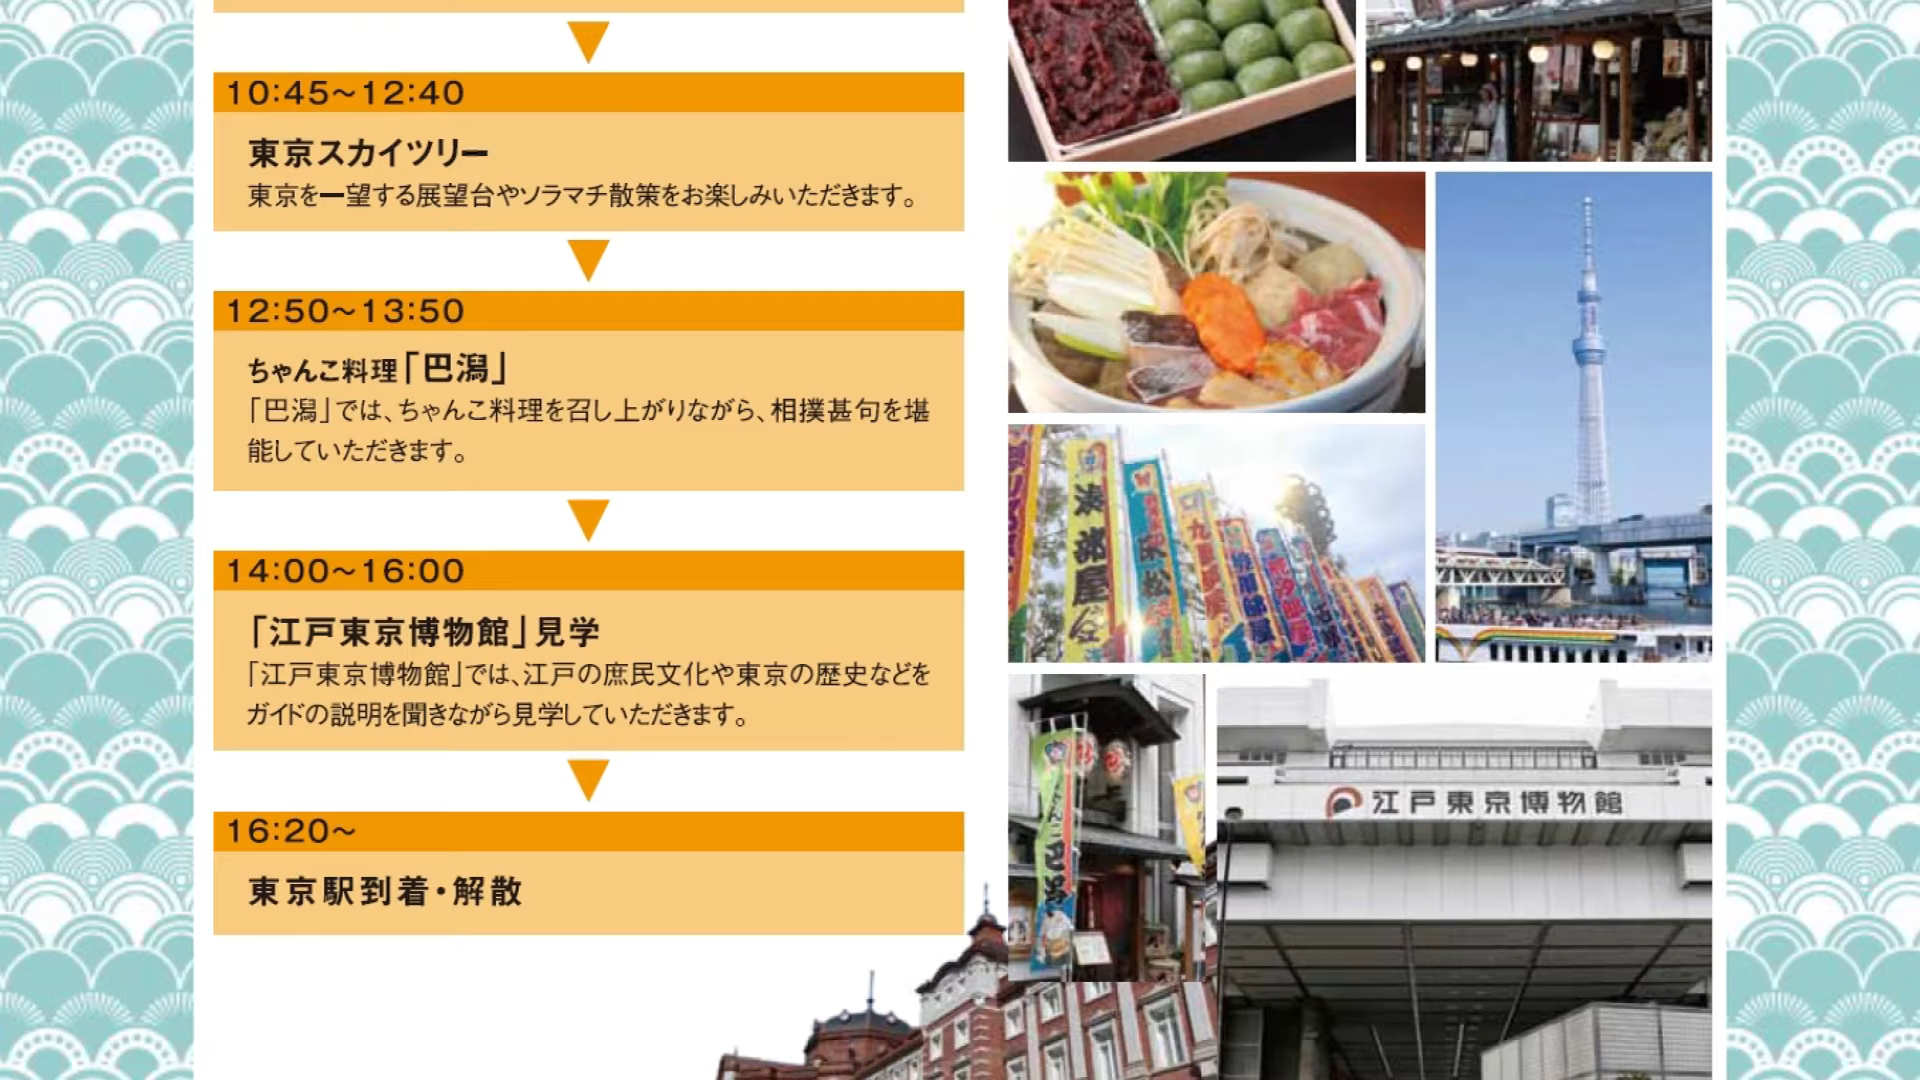 10:45〜12:40
東京スカイツリー
東京を一望する展望台やソラマチ散策をお楽しみいただきます。
12:50〜13:50
ちゃんこ料理「巴潟」
「巴潟」では、ちゃんこ料理を召し上がりながら、相撲甚句を堪
能していただきます。
14:00〜16:00
「江戸東京博物館」見学
「江戸東京博物館」では、江戸の庶民文化や東京の歴史などを
ガイドの説明を聞きながら見学していただきます。
16:20〜
東京駅到着・解散
湊部屋
江戸東京博物館